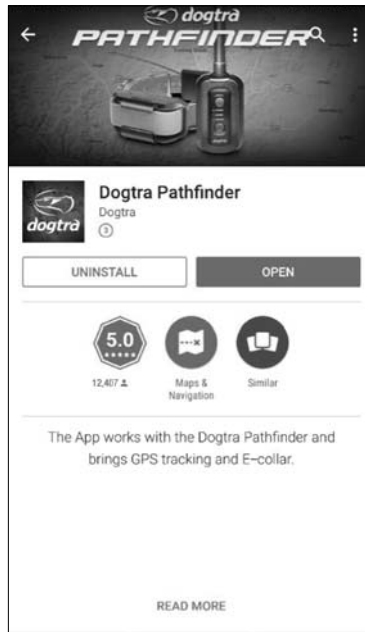 dogtra
PATHFINDER
Dogtra Pathfinder
Dogtra
3
dogtra
UNINSTALL
OPEN
5.0
12,407
Maps &
Navigation
Similar
The App works with the Dogtra Pathfinder and
brings GPS tracking and E-collar.
READ MORE